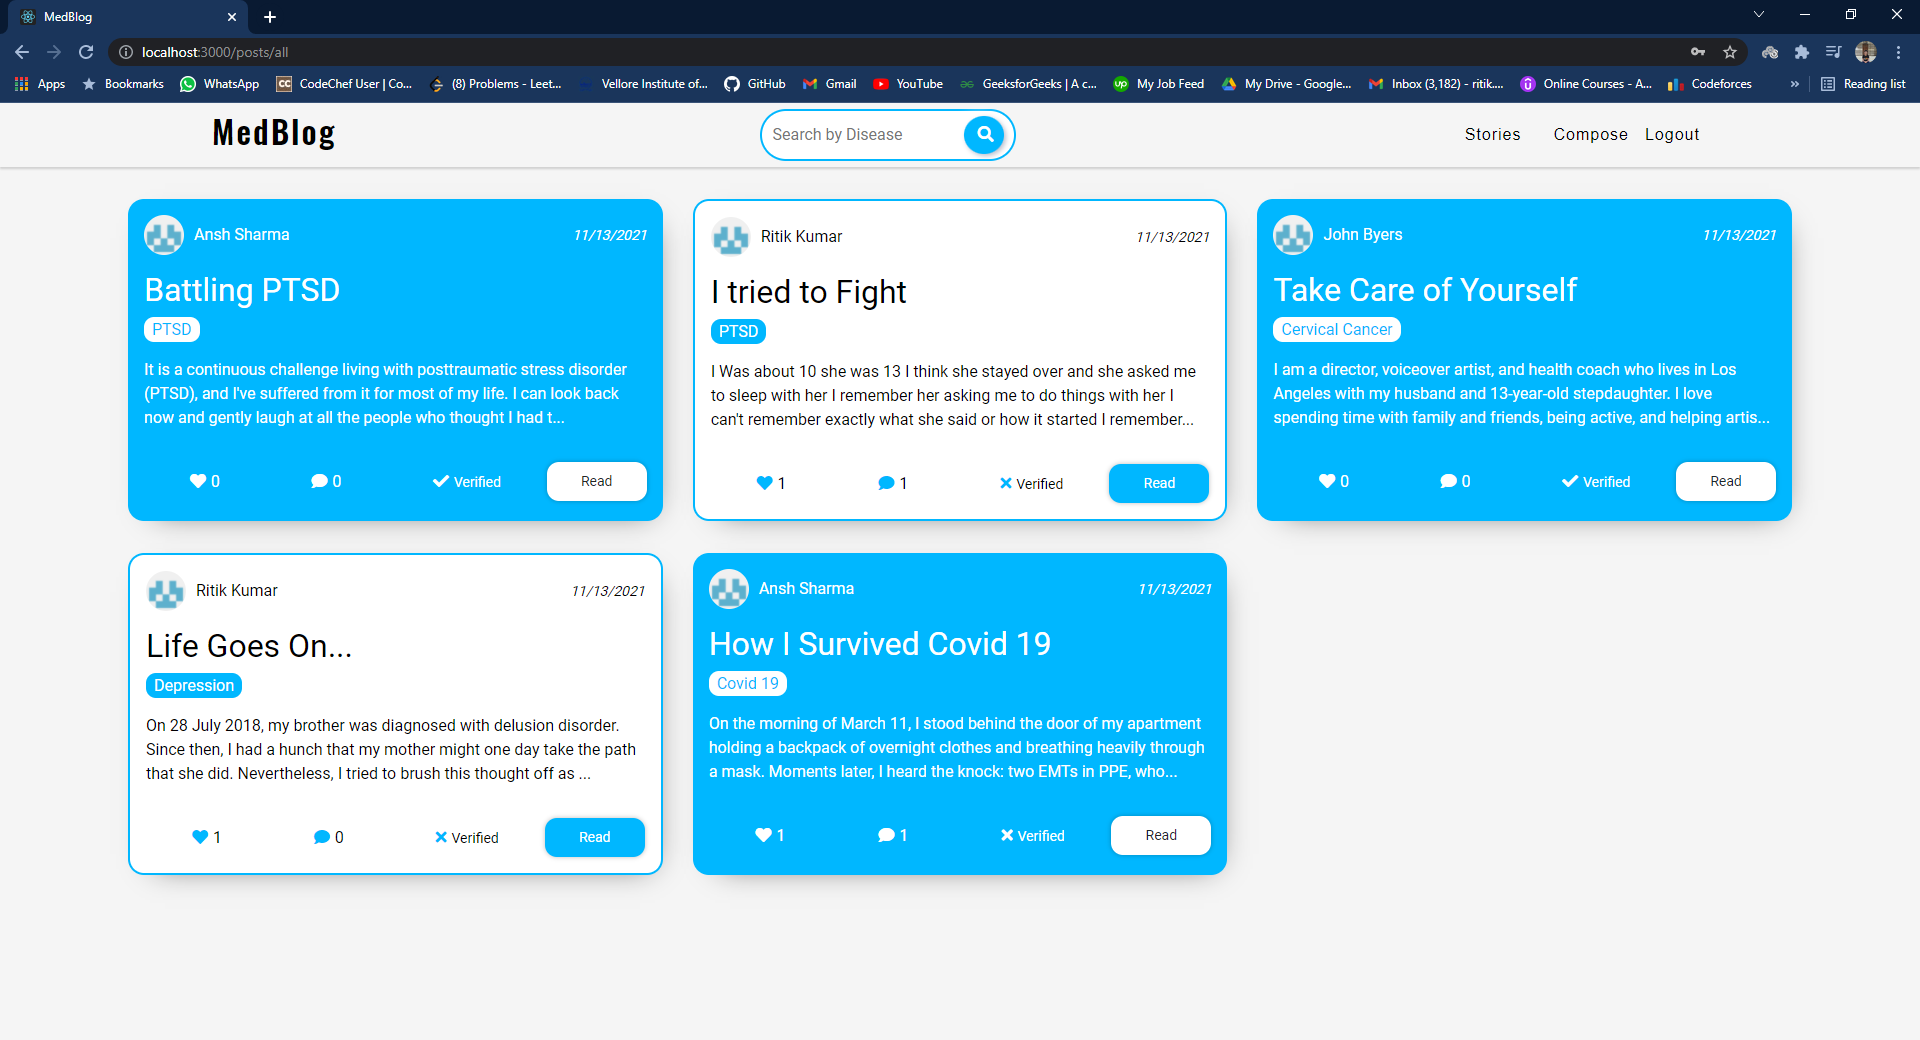 MedBlog
localhost:3000/posts/all
Apps
Bookmarks
WhatsApp
CodeChef User | Co...
(8) Problems - Leet...
Vellore Institute of...
GitHub
Gmail
YouTube
GeeksforGeeks | A c...
My Job Feed
My Drive - Google...
Inbox (3,182) - ritik....
Online Courses - A...
Codeforces
Reading list
MedBlog
Search by Disease
Stories
Compose
Logout
Ansh Sharma
11/13/2021
Battling PTSD
PTSD
It is a continuous challenge living with posttraumatic stress disorder
(PTSD), and I've suffered from it for most of my life. I can look back
now and gently laugh at all the people who thought I had t...
0
0
Verified
Read
Ritik Kumar
11/13/2021
I tried to Fight
PTSD
I Was about 10 she was 13 I think she stayed over and she asked me
to sleep with her I remember her asking me to do things with her I
can't remember exactly what she said or how it started I remember...
1
1
Verified
Read
John Byers
11/13/2021
Take Care of Yourself
Cervical Cancer
I am a director, voiceover artist, and health coach who lives in Los
Angeles with my husband and 13-year-old stepdaughter. I love
spending time with family and friends, being active, and helping artis...
0
0
Verified
Read
Ritik Kumar
11/13/2021
Life Goes On...
Depression
On 28 July 2018, my brother was diagnosed with delusion disorder.
Since then, I had a hunch that my mother might one day take the path
that she did. Nevertheless, I tried to brush this thought off as ...
1
0
Verified
Read
Ansh Sharma
11/13/2021
How I Survived Covid 19
Covid 19
On the morning of March 11, I stood behind the door of my apartment
holding a backpack of overnight clothes and breathing heavily through
a mask. Moments later, I heard the knock: two EMTs in PPE, who...
1
1
Verified
Read